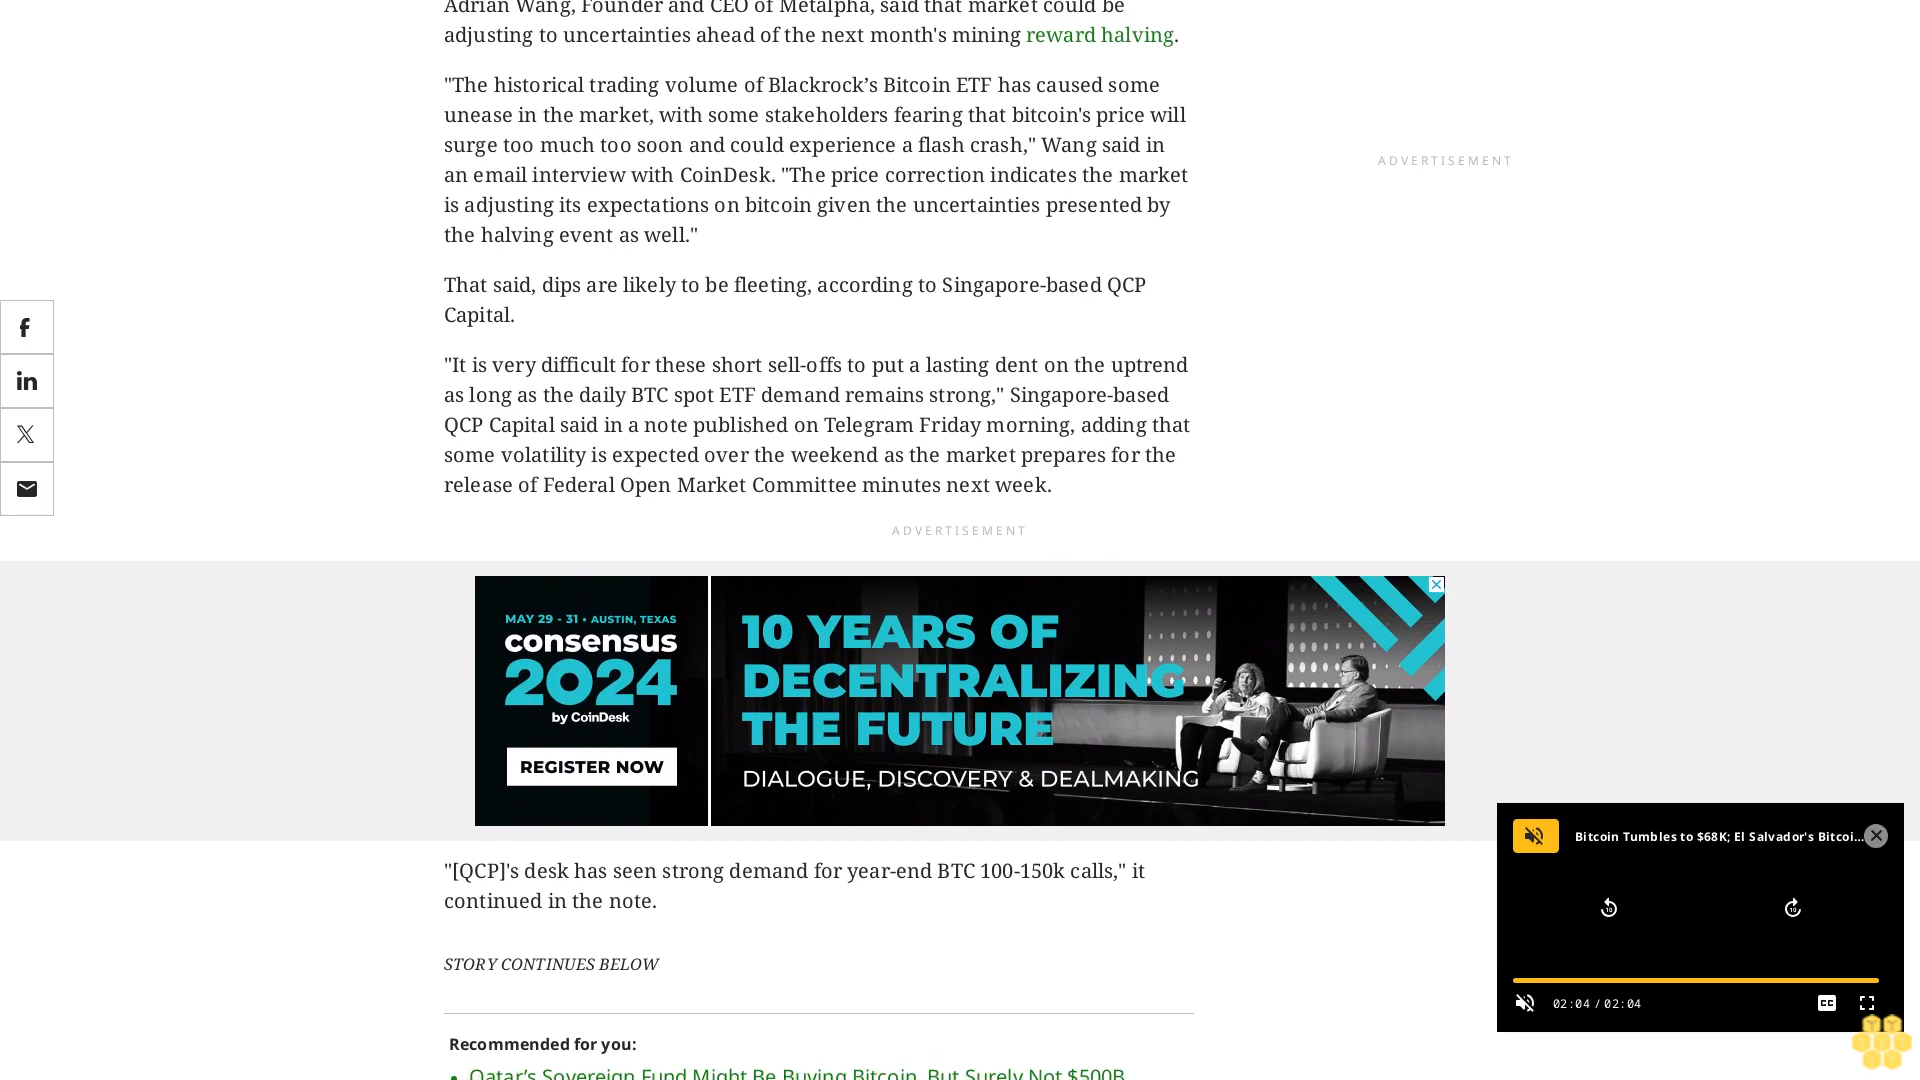 Adrian Wang, Founder and CEO of Metalpha, said that market could be
adjusting to uncertainties ahead of the next month's mining reward halving.
"The historical trading volume of Blackrock’s Bitcoin ETF has caused some
unease in the market, with some stakeholders fearing that bitcoin's price will
surge too much too soon and could experience a flash crash," Wang said in
an email interview with CoinDesk. "The price correction indicates the market
is adjusting its expectations on bitcoin given the uncertainties presented by
the halving event as well."
ADVERTISEMENT
That said, dips are likely to be fleeting, according to Singapore-based QCP
Capital.
"It is very difficult for these short sell-offs to put a lasting dent on the uptrend
as long as the daily BTC spot ETF demand remains strong," Singapore-based
QCP Capital said in a note published on Telegram Friday morning, adding that
some volatility is expected over the weekend as the market prepares for the
release of Federal Open Market Committee minutes next week.
ADVERTISEMENT
MAY 29 - 31 • AUSTIN, TEXAS
consensus
2024
by CoinDesk
REGISTER NOW
10 YEARS OF
DECENTRALIZING
THE FUTURE
DIALOGUE, DISCOVERY & DEALMAKING
"[QCP]'s desk has seen strong demand for year-end BTC 100-150k calls," it
continued in the note.
STORY CONTINUES BELOW
Recommended for you:
• Qatar’s Sovereign Fund Might Be Buying Bitcoin, But Surely Not $500B
Bitcoin Tumbles to $68K; El Salvador's Bitcoi...
10
10
02:04 / 02:04
CC